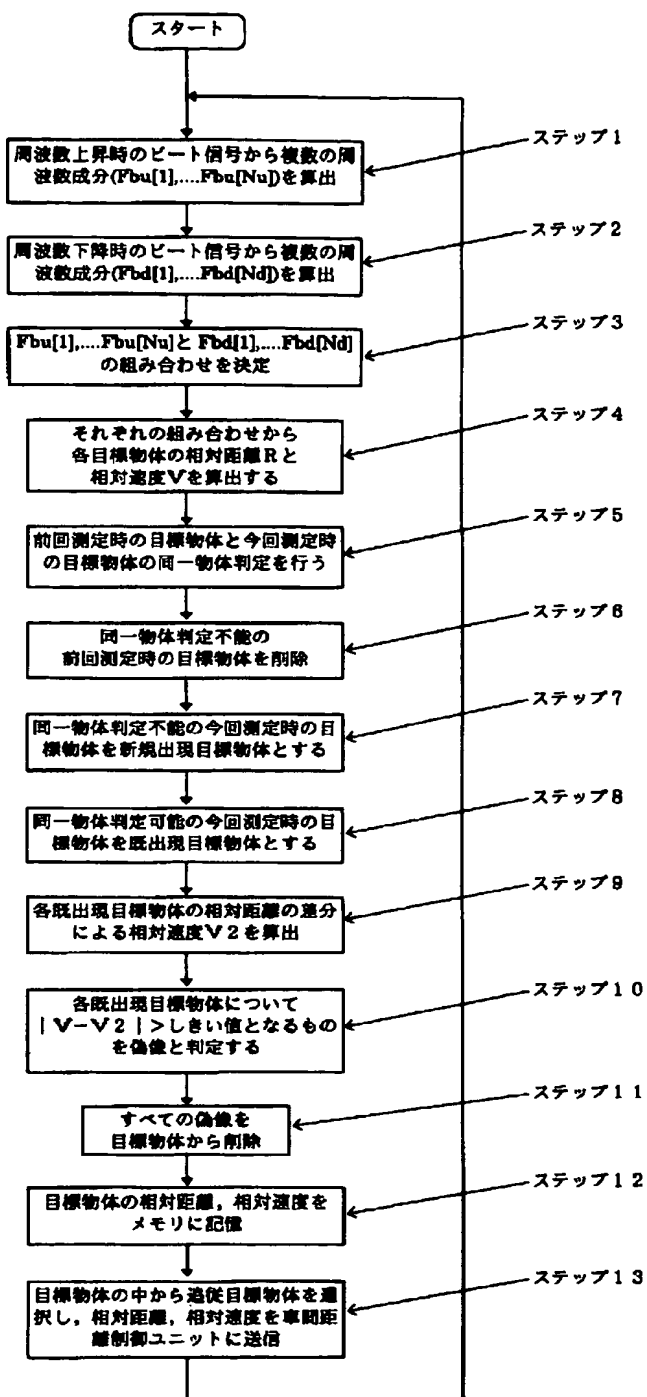 スタート
ステップ1
周波数上昇時のビート信号から複数の周
波数成分(Fbu[1],....Fbu[Nu])を算出
ステップ2
周波数下降時のビート信号から複数の周
波数成分(Fbd[1],....Fbd[Nd])を算出
ステップ3
Fbu[1],....Fbu[Nu]とFbd[1],....Fbd[Nd]
の組み合わせを決定
ステップ4
それぞれの組み合わせから
各目標物体の相対距離Rと
相対速度Vを算出する
ステップ5
前回測定時の目標物体と今回測定時
の目標物体の同一物体判定を行う
ステップ6
同一物体判定不能の
前回測定時の目標物体を削除
ステップ7
同一物体判定不能の今回測定時の目
標物体を新規出現目標物体とする
ステップ8
同一物体判定可能の今回測定時の目
標物体を既出現目標物体とする
ステップ9
各既出現目標物体の相対距離の差分
による相対速度V2を算出
ステップ10
各既出現目標物体について
|V-V2|>しきい値となるもの
を偽像と判定する
ステップ11
すべての偽像を
目標物体から削除
ステップ12
目標物体の相対距離,相対速度を
メモリに記憶
ステップ13
目標物体の中から追従目標物体を選
択し,相対距離,相対速度を車間距
離制御ユニットに送信